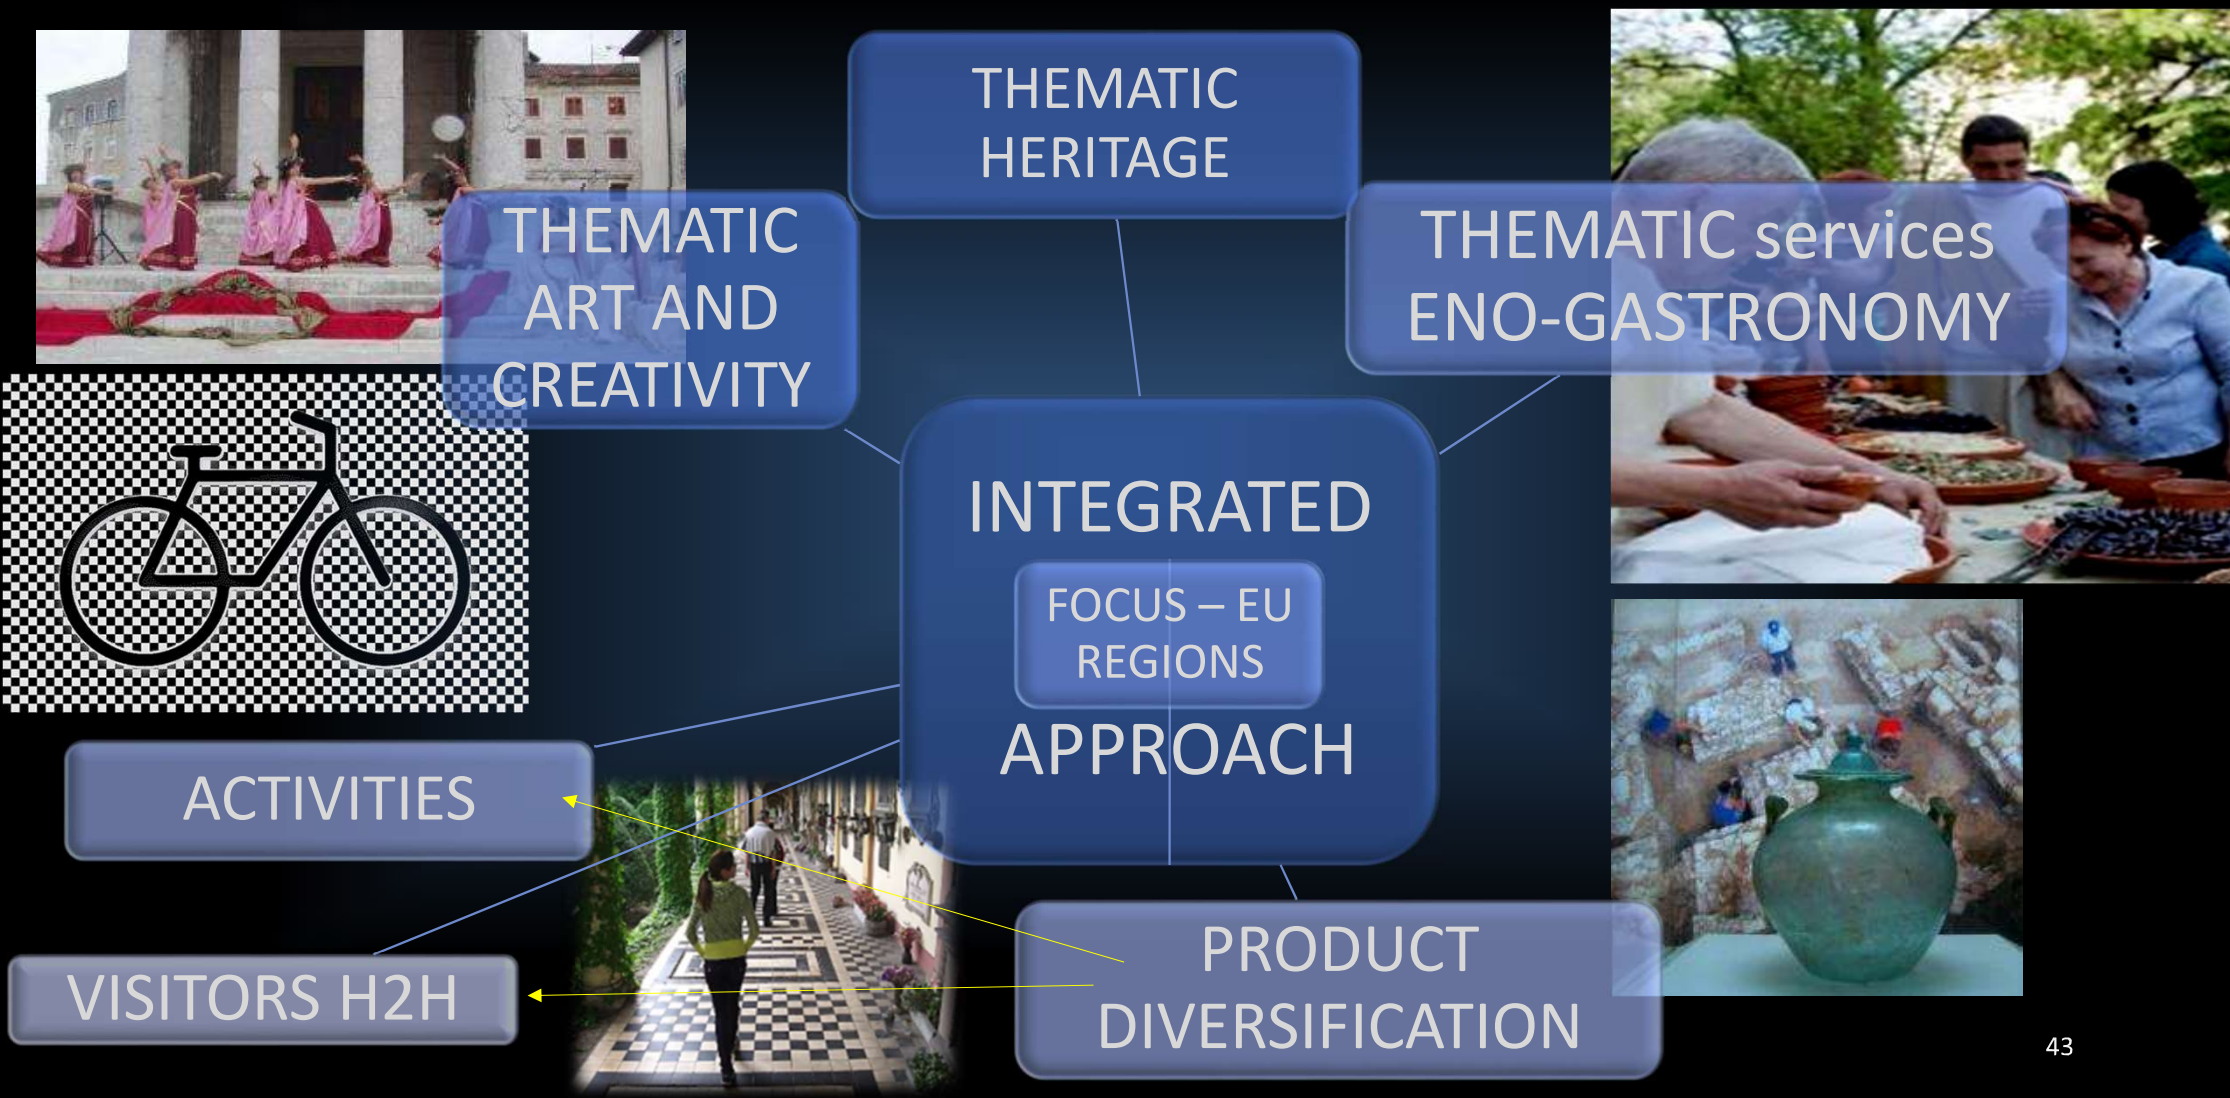 THEMATIC
HERITAGE
THEMATIC
ART AND
CREATIVITY
THEMATIC services
ENO-GASTRONOMY
INTEGRATED
FOCUS – EU
REGIONS
APPROACH
ACTIVITIES
VISITORS H2H
PRODUCT
DIVERSIFICATION
43